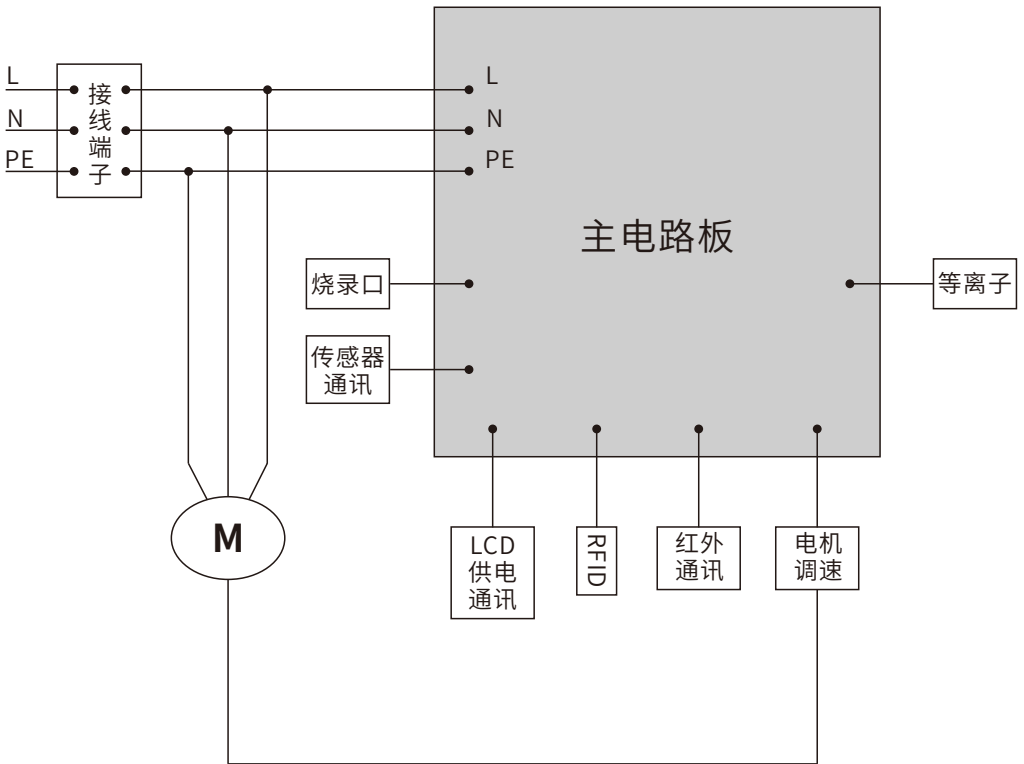 L
N
PE
接
线
端
子
L
N
PE
主电路板
烧录口
等离子
传感器
通讯
M
LCD
供电
通讯
RFID
红外
通讯
电机
调速